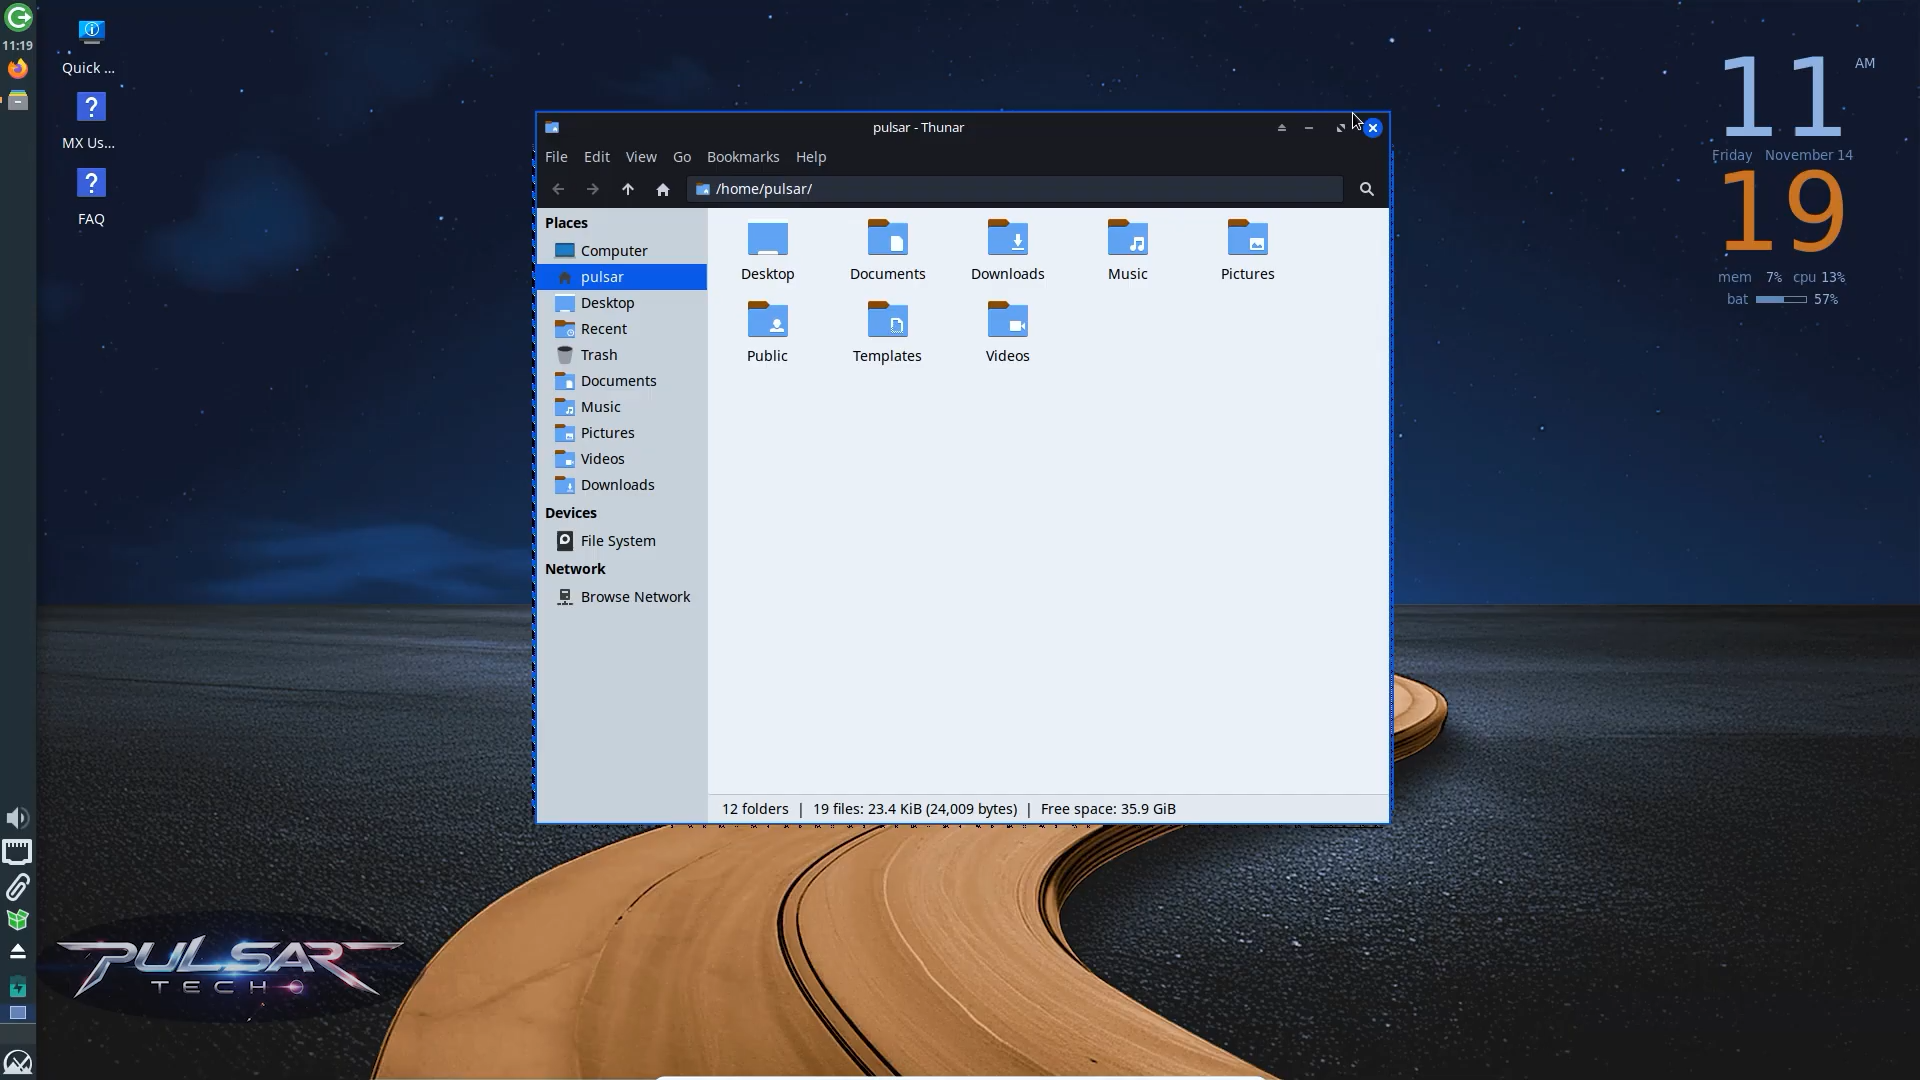 11:19
Quick ...
MX Us...
FAQ
pulsar - Thunar
File Edit View Go Bookmarks Help
/home/pulsar/
Places
Computer
pulsar
Desktop
Recent
Trash
Documents
Music
Pictures
Videos
Downloads
Devices
File System
Network
Browse Network
Desktop Documents Downloads Music Pictures
Public Templates Videos
12 folders | 19 files: 23.4 KiB (24,009 bytes) | Free space: 35.9 GiB
11 AM
Friday November 14
19
mem 7% cpu 13%
bat 57%
PULSAR
TECH